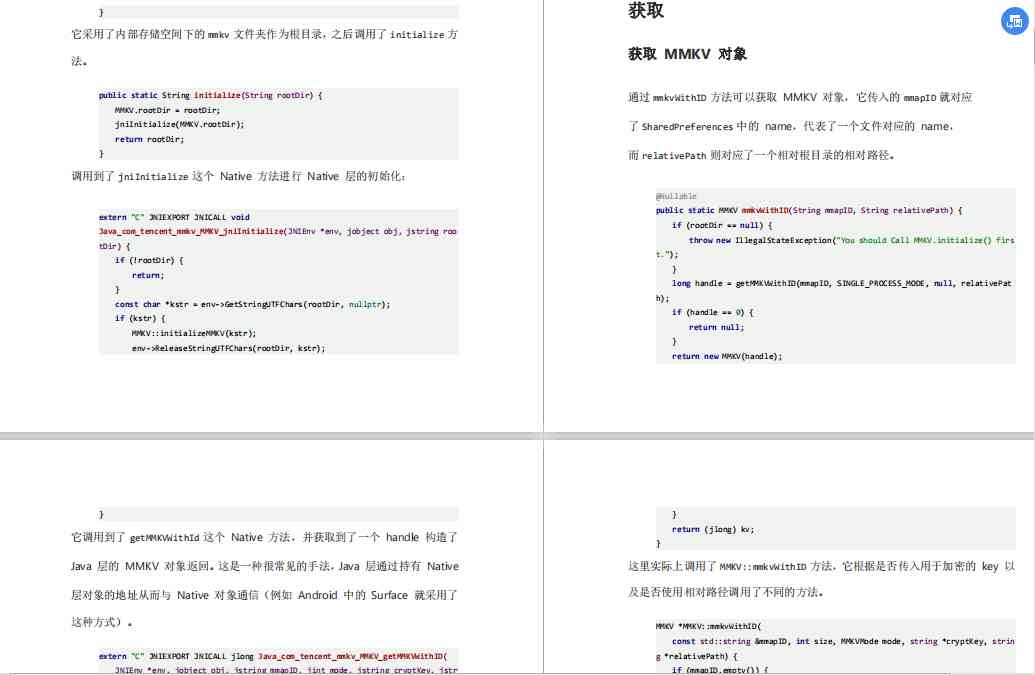 }
它采用了内部存储空间下的 mmkv 文件夹作为根目录，之后调用了 initialize 方
法。
public static String initialize(String rootDir) {
MMKV.rootDir = rootDir;
jniInitialize(MMKV.rootDir);
return rootDir;
}
调用到了 jniInitialize 这个 Native 方法进行 Native 层的初始化：
extern "C" JNIEXPORT JNICALL void
Java_com_tencent_mmkv_MMKV_jniInitialize(JNIEnv *env, jobject obj, jstring roo
tDir) {
if (!rootDir) {
return;
}
const char *kstr = env->GetStringUTFChars(rootDir, nullptr);
if (kstr) {
MMKV::initializeMMKV(kstr);
env->ReleaseStringUTFChars(rootDir, kstr);
获取
获取 MMKV 对象
通过 mmkvWithID 方法可以获取 MMKV 对象，它传入的 mmapID 就对应
了 SharedPreferences 中的 name，代表了一个文件对应的 name，
而 relativePath 则对应了一个相对根目录的相对路径。
@Nullable
public static MMKV mmkvWithID(String mmapID, String relativePath) {
if (rootDir == null) {
throw new IllegalStateException("You should Call MMKV.initialize() firs
t.");
}
long handle = getMMKVWithID(mmapID, SINGLE_PROCESS_MODE, null, relativePat
h);
if (handle == 0) {
return null;
}
return new MMKV(handle);
}
它调用到了 getMMKVWithId 这个 Native 方法，并获取到了一个 handle 构造了
Java 层的 MMKV 对象返回。这是一种很常见的手法，Java 层通过持有 Native
层对象的地址从而与 Native 对象通信（例如 Android 中的 Surface 就采用了
这种方式）。
extern "C" JNIEXPORT JNICALL jlong Java_com_tencent_mmkv_MMKV_getMMKVWithID(
JNIEnv *env, jobject obj, jstring mmapID, jint mode, jstring cryptKey, jstr
}
return (jlong) kv;
}
这里实际上调用了 MMKV::mmkvWithID 方法，它根据是否传入用于加密的 key 以
及是否使用相对路径调用了不同的方法。
MMKV *MMKV::mmkvWithID(
const std::string &mmapID, int size, MMKVMode mode, string *cryptKey, strin
g *relativePath) {
if (mmapID.empty()) {